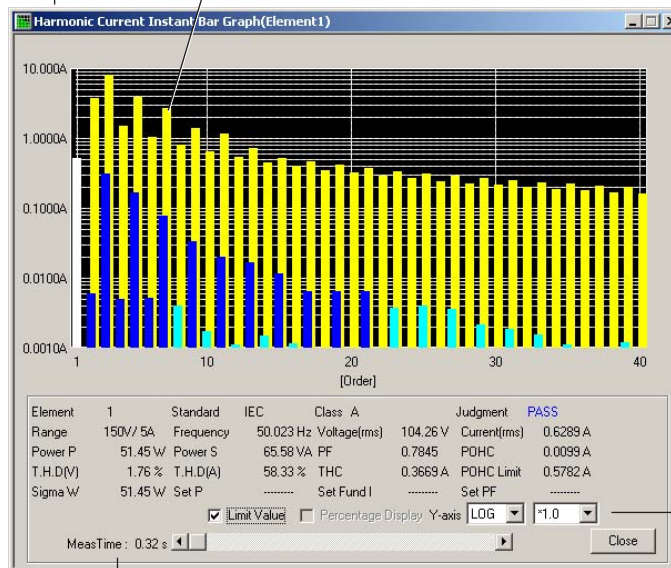 Harmonic Current Instant Bar Graph(Element1)
10.000A
1.0000A
0.1000A
0.0100A
0.0010A
1 10 20 30 40
[Order]
Element 1 Standard IEC Class A Judgment PASS
Range 150V/ 5A Frequency 50.023 Hz Voltage(rms) 104.26 V Current(rms) 0.6289 A
Power P 51.45 W Power S 65.58 VA PF 0.7845 POHC 0.0099 A
T.H.D(V) 1.76 % T.H.D(A) 58.33 % THC 0.3669 A POHC Limit 0.5782 A
Sigma W 51.45 W Set P --------- Set Fund I --------- Set PF ---------
Limit Value Percentage Display Y-axis LOG *1.0
MeasTime : 0.32 s Close